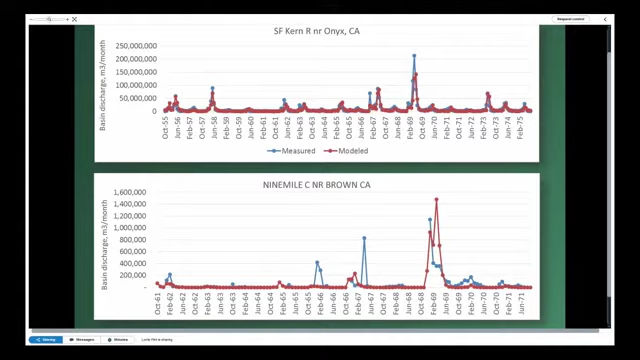 Request control
SF Kern R nr Onyx, CA
Basin discharge, m3/month
250,000,000
200,000,000
150,000,000
100,000,000
50,000,000
0
Oct-55 Jun-56 Feb-57 Oct-57 Jun-58 Feb-59 Oct-59 Jun-60 Feb-61 Oct-61 Jun-62 Feb-63 Oct-63 Jun-64 Feb-65 Oct-65 Jun-66 Feb-67 Oct-67 Jun-68 Feb-69 Oct-69 Jun-70 Feb-71 Oct-71 Jun-72 Feb-73 Oct-73 Jun-74 Feb-75
Measured Modeled
NINEMILE C NR BROWN CA
Basin discharge, m3/month
1,600,000
1,400,000
1,200,000
1,000,000
800,000
600,000
400,000
200,000
-
Oct-61 Feb-62 Jun-62 Oct-62 Feb-63 Jun-63 Oct-63 Feb-64 Jun-64 Oct-64 Feb-65 Jun-65 Oct-65 Feb-66 Jun-66 Oct-66 Feb-67 Jun-67 Oct-67 Feb-68 Jun-68 Oct-68 Feb-69 Jun-69 Oct-69 Feb-70 Jun-70 Oct-70 Feb-71 Jun-71
Sharing Messages
is sharing